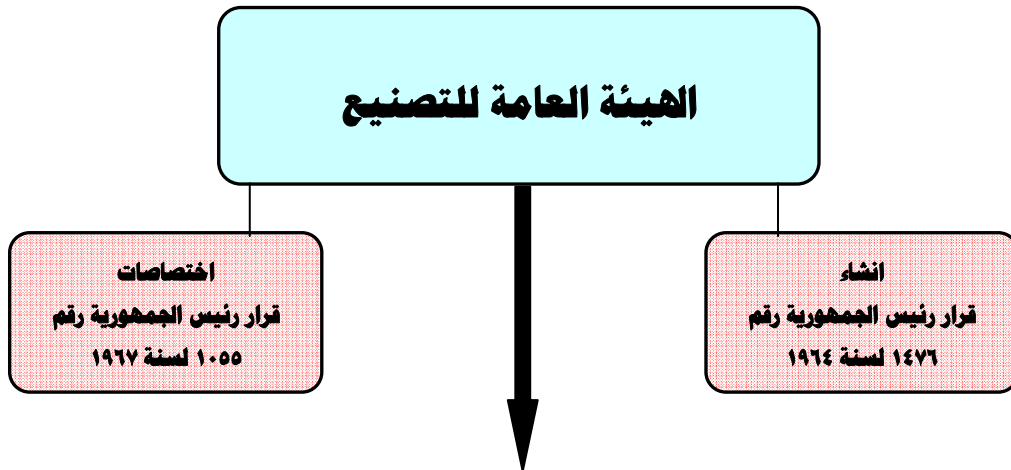 الهيئة العامة للتصنيع
انشاء
قرار رئيس الجمهورية رقم
١٤٧٦ لسنة ١٩٦٤
اختصاصات
قرار رئيس الجمهورية رقم
١٠٥٥ لسنة ١٩٦٧